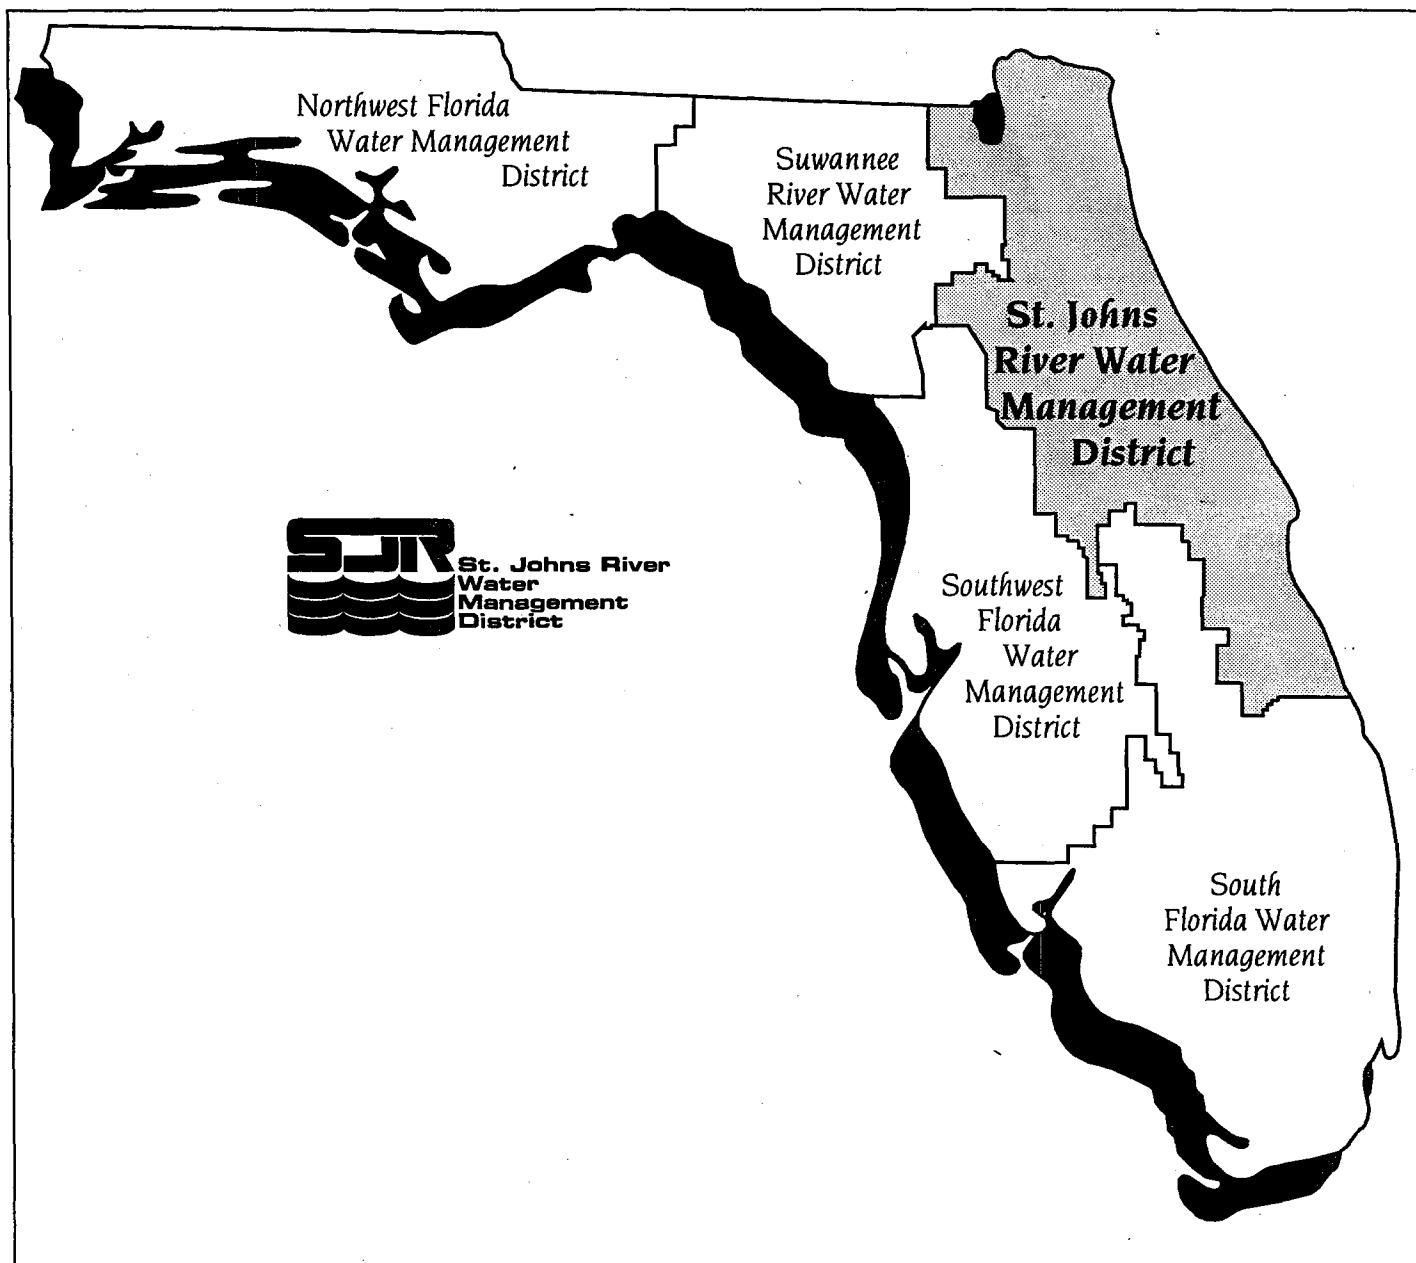 Northwest Florida
Water Management
District
Suwannee
River Water
Management
District
St. Johns
River Water
Management
District
SJR
St. Johns River
Water
Management
District
Southwest
Florida
Water
Management
District
South
Florida Water
Management
District